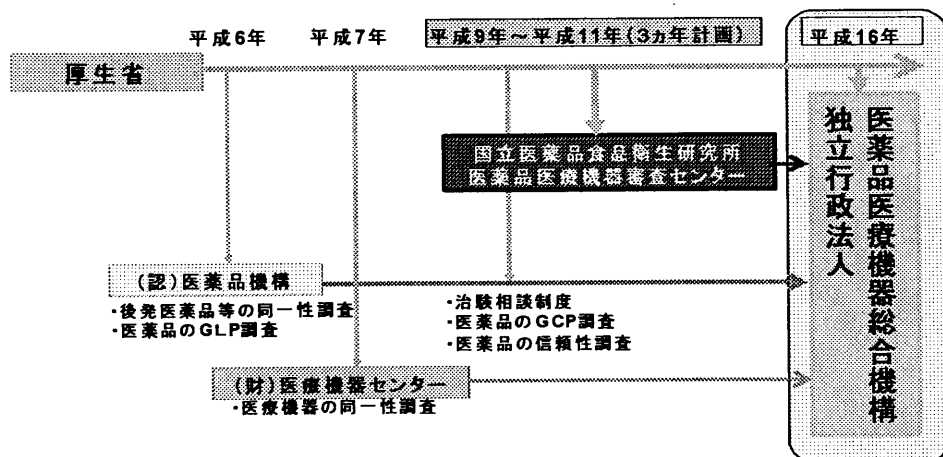 平成6年
平成7年
平成9年～平成11年(3ヵ年計画)
平成16年
厚生省
国立医薬品食品衛生研究所
医薬品医療機器審査センター
独立行政法人
医薬品医療機器総合機構
(認)医薬品機構
・後発医薬品等の同一性調査
・医薬品のGLP調査
・治験相談制度
・医薬品のGCP調査
・医薬品の信頼性調査
(財)医療機器センター
・医療機器の同一性調査